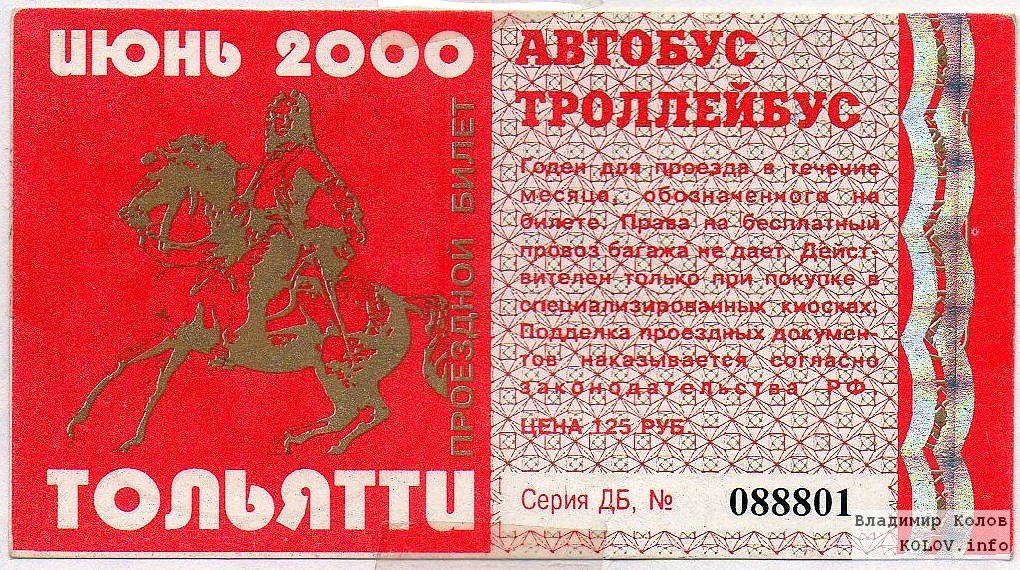 ИЮНЬ 2000
ПРОЕЗДНОЙ БИЛЕТ
ТОЛЬЯТТИ
АВТОБУС
ТРОЛЛЕЙБУС
Годен для проезда в течение
месяца, обозначенного на
билете. Права на бесплатный
провоз багажа не дает. Дейст-
вителен только при покупке в
специализированных киосках.
Подделка проездных докумен-
тов наказывается согласно
законодательства РФ.
ЦЕНА 125 РУБ.
Серия ДБ, № 088801
Владимир Колов
KOLOV.info